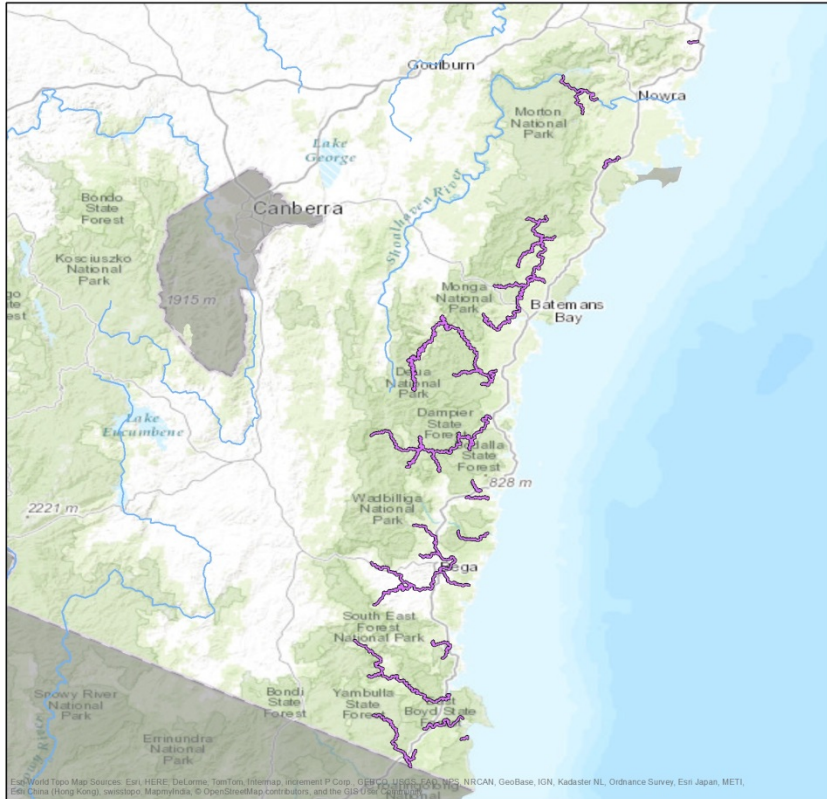 Goulburn
Nowra
Morton
National
Park
Lake
George
Shoalhaven River
Bondo
State
Forest
Canberra
Kosciuszko
National
Park
1915 m
Monga
National
Park
Batemans
Bay
Deua
National
Park
Dampier
State
Forest
State
Forest
Lake
Eucumbene
828 m
2221 m
Wadbilliga
National
Park
Bega
South East
Forest
National Park
Snowy River
National
Park
Bondi
State
Forest
Yambulla
State
Forest
East
Boyd State
Forest
Errinundra
National
Park
Esri World Topo Map Sources: Esri, HERE, DeLorme, TomTom, Intermap, increment P Corp., GEBCO, USGS, FAO, NPS, NRCAN, GeoBase, IGN, Kadaster NL, Ordnance Survey, Esri Japan, METI,
Esri China (Hong Kong), swisstopo, MapmyIndia, © OpenStreetMap contributors, and the GIS User Community